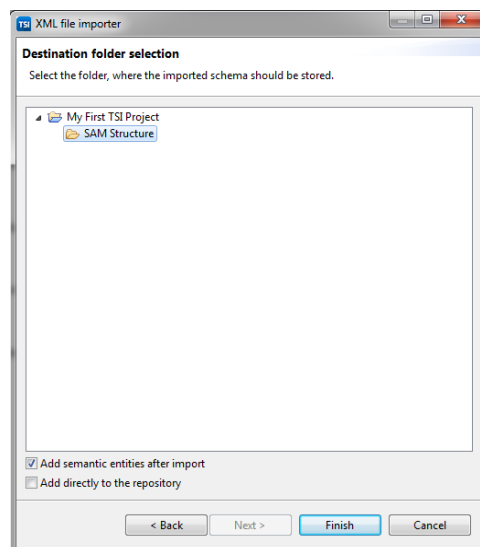 TSI XML file importer
Destination folder selection
Select the folder, where the imported schema should be stored.
My First TSI Project
SAM Structure
Add semantic entities after import
Add directly to the repository
< Back Next > Finish Cancel